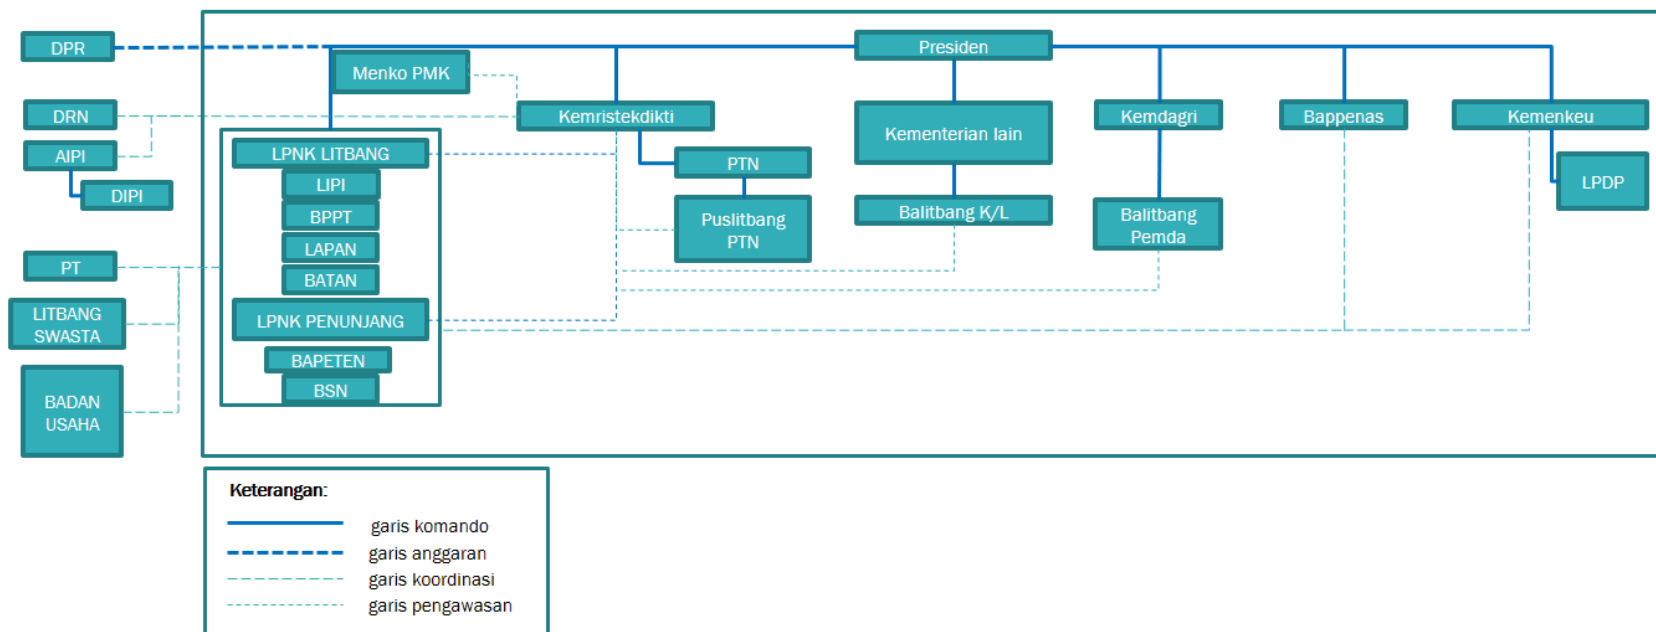 DPR
Presiden
Menko PMK
DRN
Kemristekdikti
Kementerian lain
Kemdagri
Bappenas
Kemenkeu
AIPI
LPNK LITBANG
PTN
DIPI
LIPI
LPDP
BPPT
Puslitbang
PTN
Balitbang K/L
Balitbang
Pemda
LAPAN
PT
BATAN
LITBANG
SWASTA
LPNK PENUNJANG
BAPETEN
BSN
BADAN
USAHA
Keterangan:
garis komando
garis anggaran
garis koordinasi
garis pengawasan